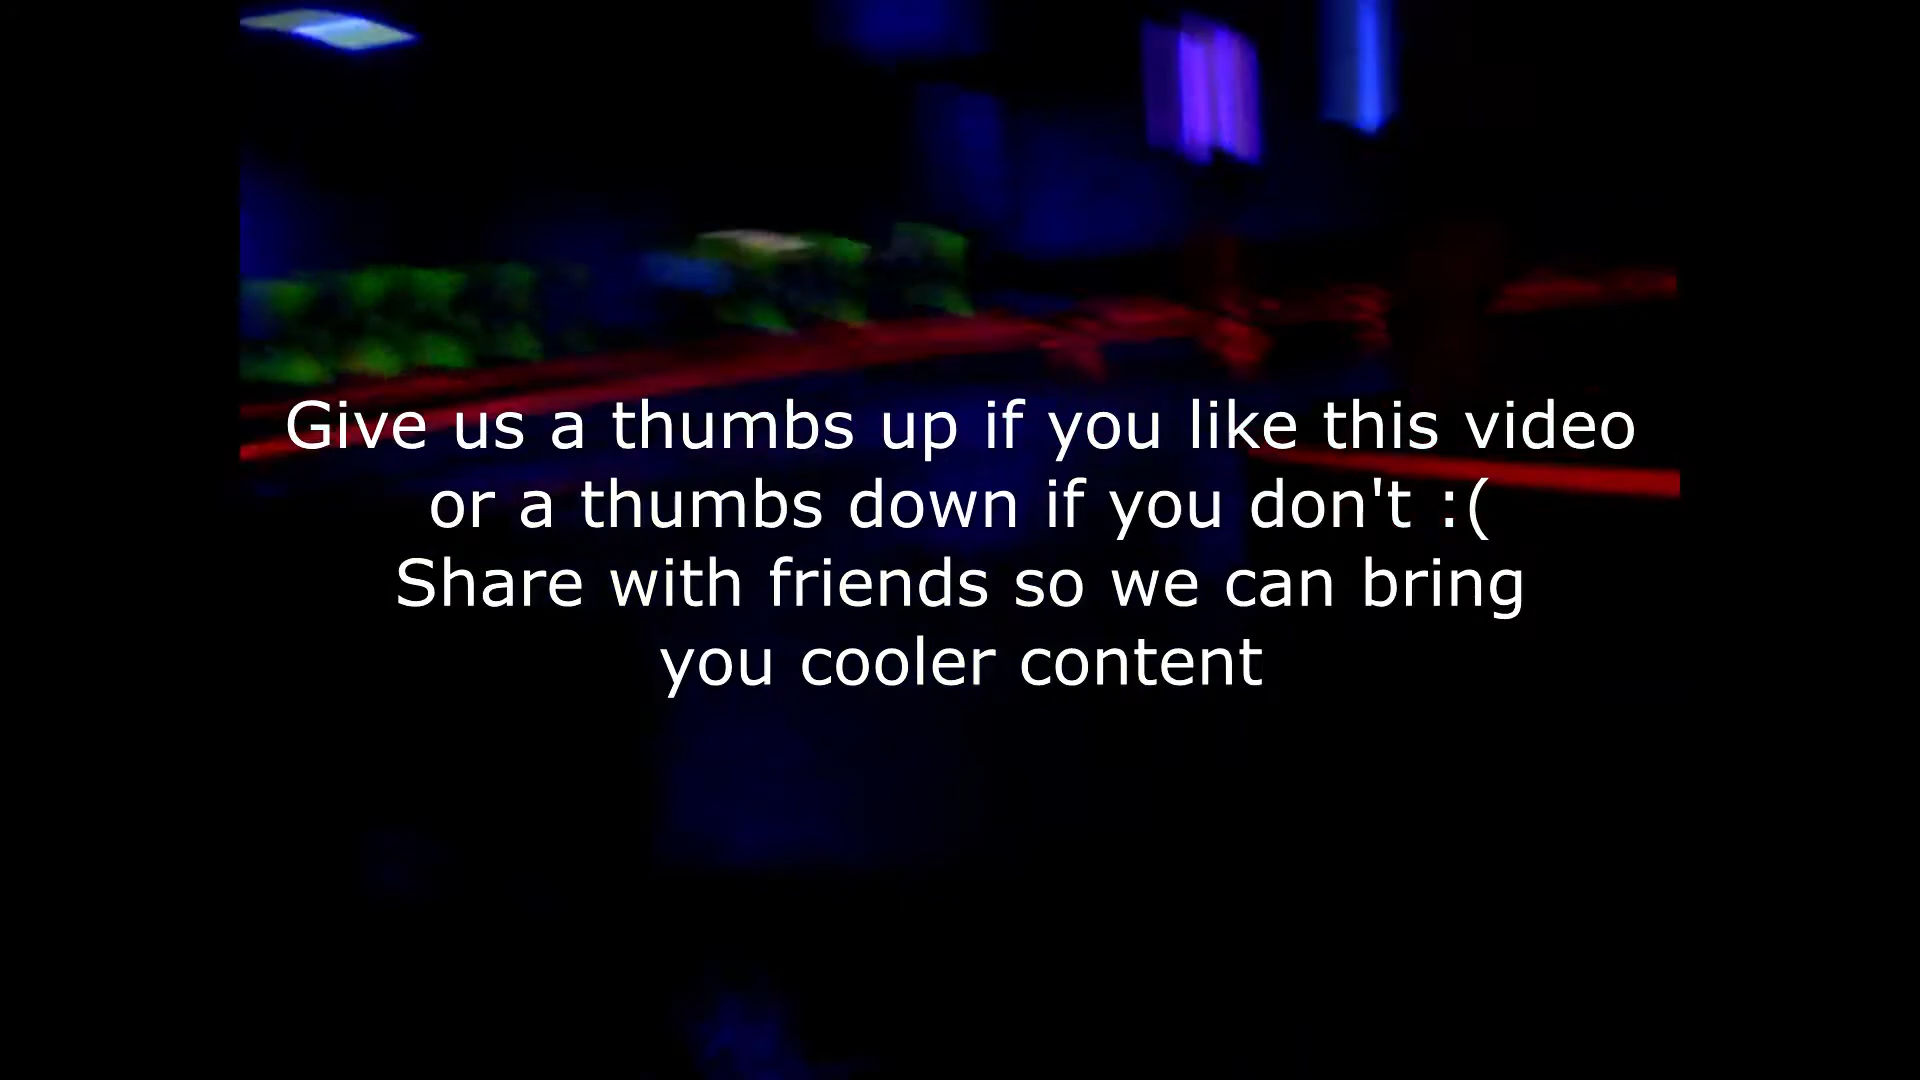 Give us a thumbs up if you like this video
or a thumbs down if you don't :(
Share with friends so we can bring
you cooler content